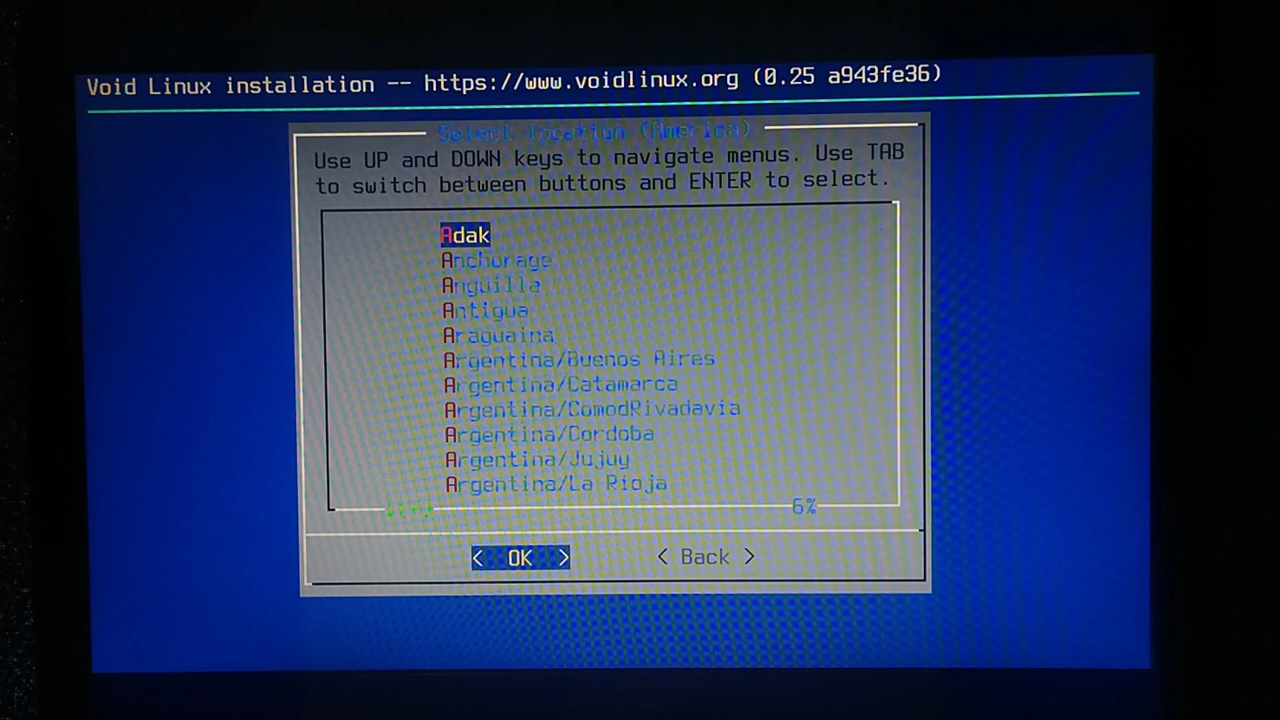 Void Linux installation -- https://www.voidlinux.org (0.25 a943fe36)
Select location (America)
Use UP and DOWN keys to navigate menus. Use TAB
to switch between buttons and ENTER to select.
Adak
Anchorage
Anguilla
Antigua
Araguaina
Argentina/Buenos Aires
Argentina/Catamarca
Argentina/ComodRivadavia
Argentina/Cordoba
Argentina/Jujuy
Argentina/La Rioja
↓(+) 6%
< OK > < Back >